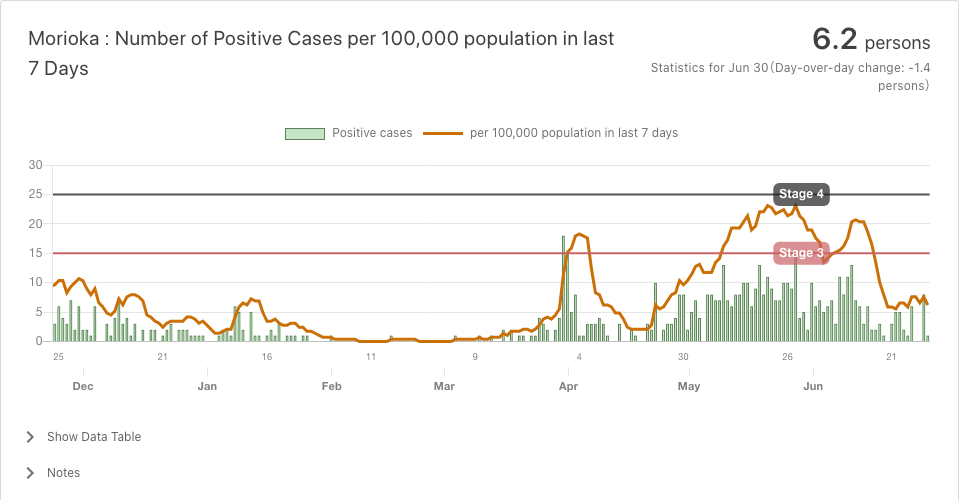 Morioka : Number of Positive Cases per 100,000 population in last
7 Days
6.2 persons
Statistics for Jun 30(Day-over-day change: -1.4
persons)
Positive cases
per 100,000 population in last 7 days
30
25
20
15
10
5
0
Stage 4
Stage 3
25 21 16 11 9 4 30 26 21
Dec Jan Feb Mar Apr May Jun
Show Data Table
Notes